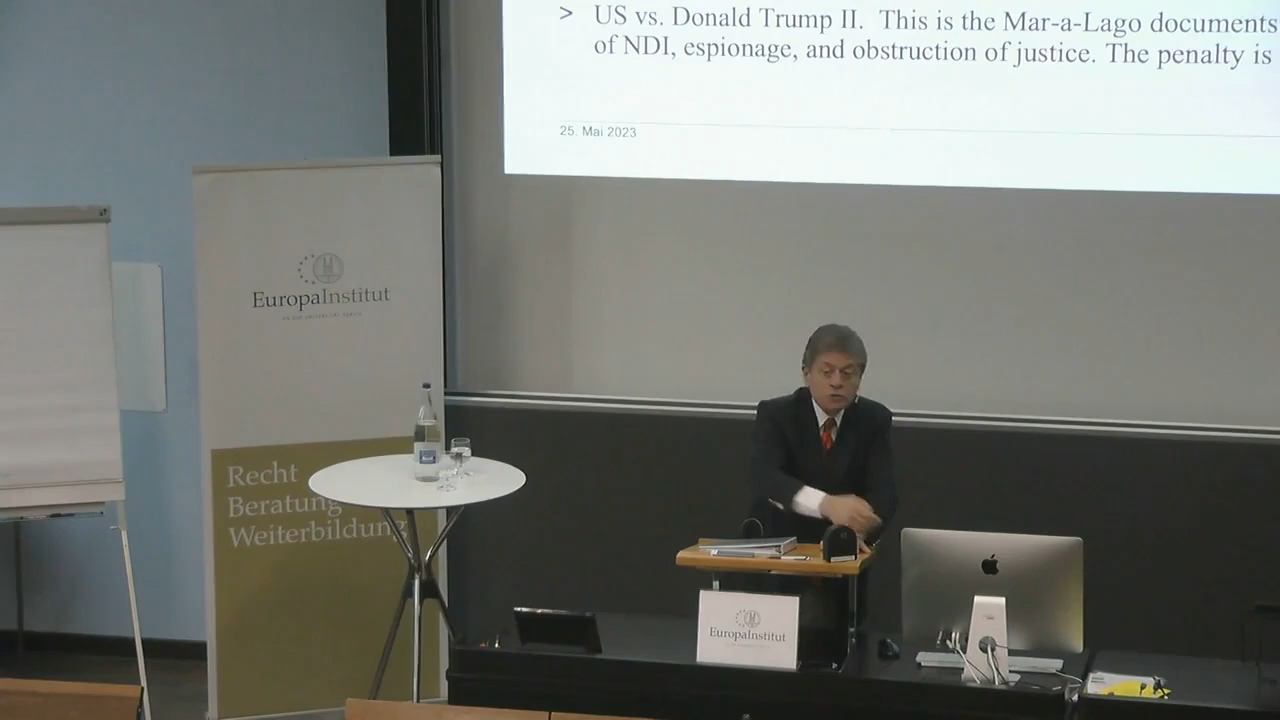 > US vs. Donald Trump II. This is the Mar-a-Lago documents
of NDI, espionage, and obstruction of justice. The penalty is
25. Mai 2023
EuropaInstitut
Recht
Beratung
Weiterbildung
EuropaInstitut